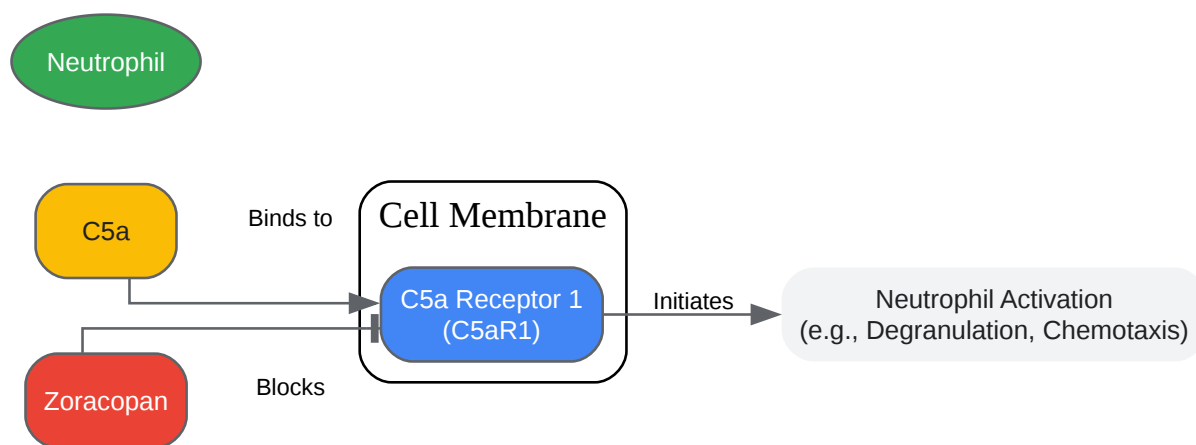 Neutrophil
C5a
Binds to
Cell Membrane
C5a Receptor 1
(C5aR1)
Initiates
Neutrophil Activation
(e.g., Degranulation, Chemotaxis)
Zoracopan
Blocks